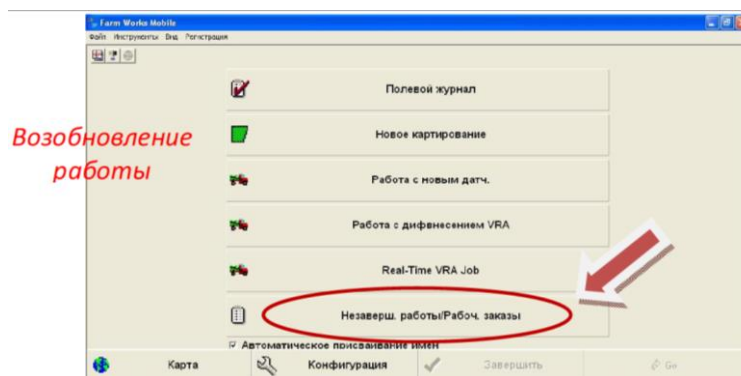 Farm Works Mobile
Файл Инструменты Вид Регистрация
Возобновление
работы
Полевой журнал
Новое картирование
Работа с новым датч.
Работа с дифвнесением VRA
Real-Time VRA Job
Незаверш. работы/Рабоч. заказы
Автоматическое присваивание имен
Карта Конфигурация Завершить Go